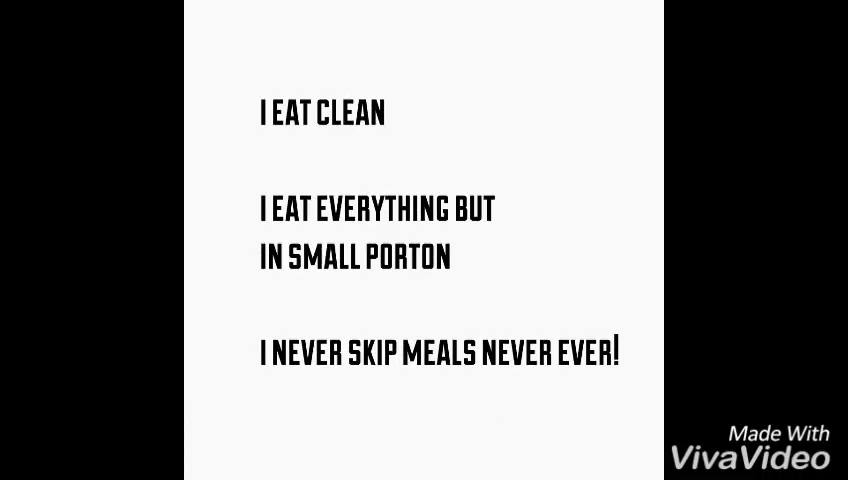 I EAT CLEAN
I EAT EVERYTHING BUT
IN SMALL PORTON
I NEVER SKIP MEALS NEVER EVER!
Made With
VivaVideo